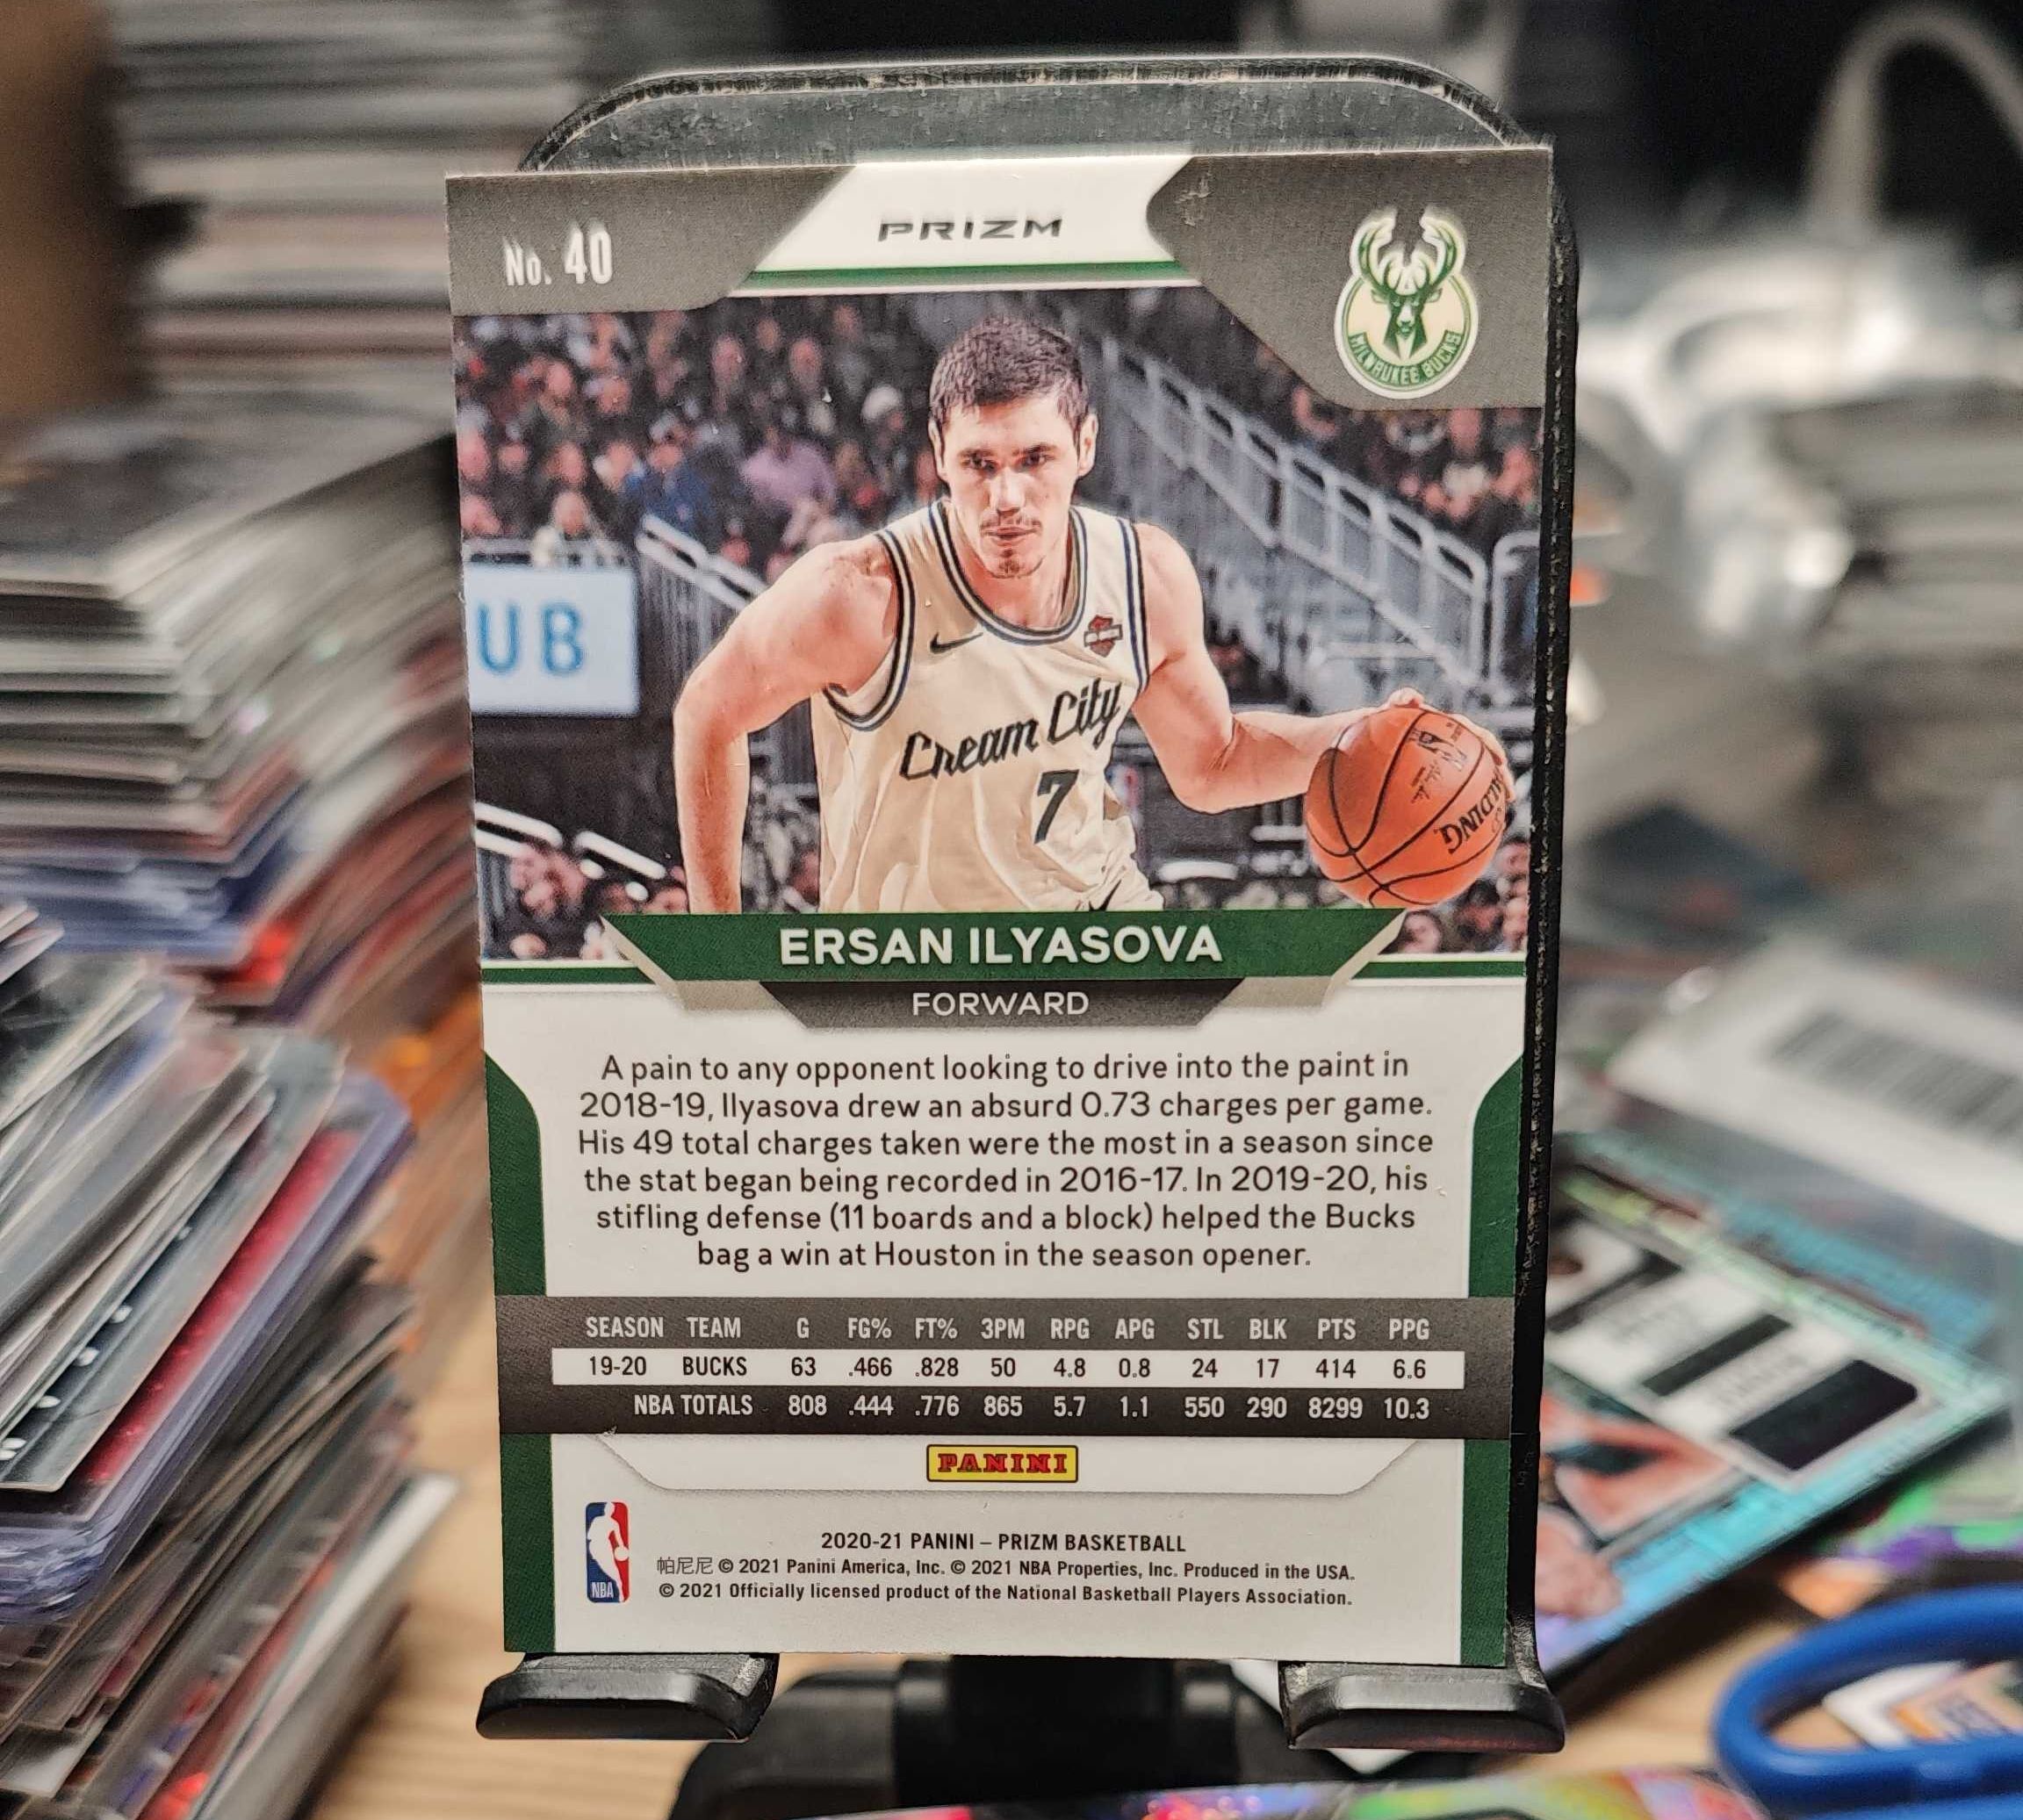 No. 40
PRIZM
MILWAUKEE BUCKS
UB
Cream City
7
SPALDING
ERSAN ILYASOVA
FORWARD
A pain to any opponent looking to drive into the paint in
2018-19, Ilyasova drew an absurd 0.73 charges per game.
His 49 total charges taken were the most in a season since
the stat began being recorded in 2016-17. In 2019-20, his
stifling defense (11 boards and a block) helped the Bucks
bag a win at Houston in the season opener.
SEASON TEAM G FG% FT% 3PM RPG APG STL BLK PTS PPG
19-20 BUCKS 63 .466 .828 50 4.8 0.8 24 17 414 6.6
NBA TOTALS 808 .444 .776 865 5.7 1.1 550 290 8299 10.3
PANINI
NBA
2020-21 PANINI – PRIZM BASKETBALL
帕尼尼 © 2021 Panini America, Inc. © 2021 NBA Properties, Inc. Produced in the USA.
© 2021 Officially licensed product of the National Basketball Players Association.